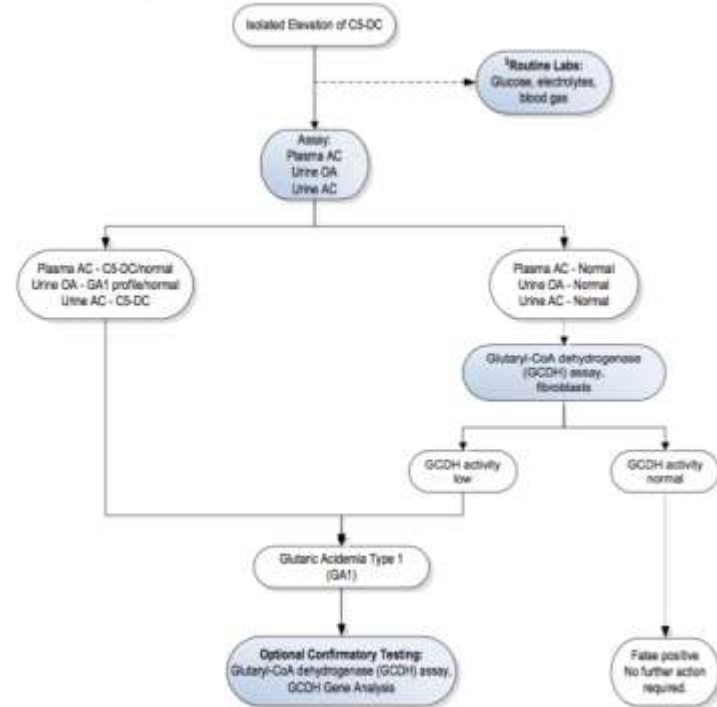 Isolated Elevation of C5-DC
§Routine Labs:
Glucose, electrolytes,
blood gas
Assay:
Plasma AC
Urine OA
Urine AC
Plasma AC - C5-DC/normal
Urine OA - GA1 profile/normal
Urine AC - C5-DC
Plasma AC - Normal
Urine OA - Normal
Urine AC - Normal
Glutaryl-CoA dehydrogenase
(GCDH) assay,
fibroblasts
GCDH activity
low
GCDH activity
normal
Glutaric Acidemia Type 1
(GA1)
Optional Confirmatory Testing:
Glutaryl-CoA dehydrogenase (GCDH) assay,
GCDH Gene Analysis
False positive
No further action
required.